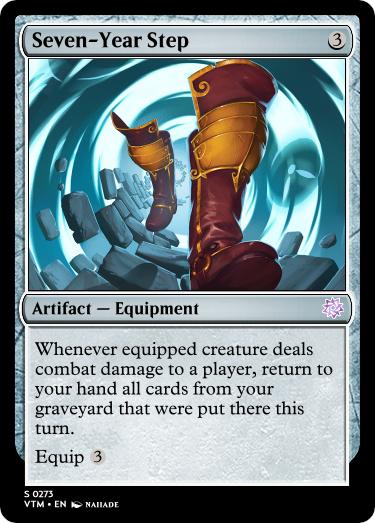 Seven-Year Step 3
Artifact — Equipment
Whenever equipped creature deals
combat damage to a player, return to
your hand all cards from your
graveyard that were put there this
turn.
Equip 3
S 0273
VTM • EN NAIIADE